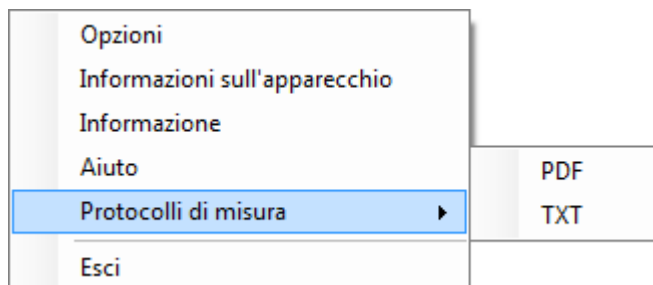 Opzioni
Informazioni sull'apparecchio
Informazione
Aiuto
Protocolli di misura
PDF
TXT
Esci